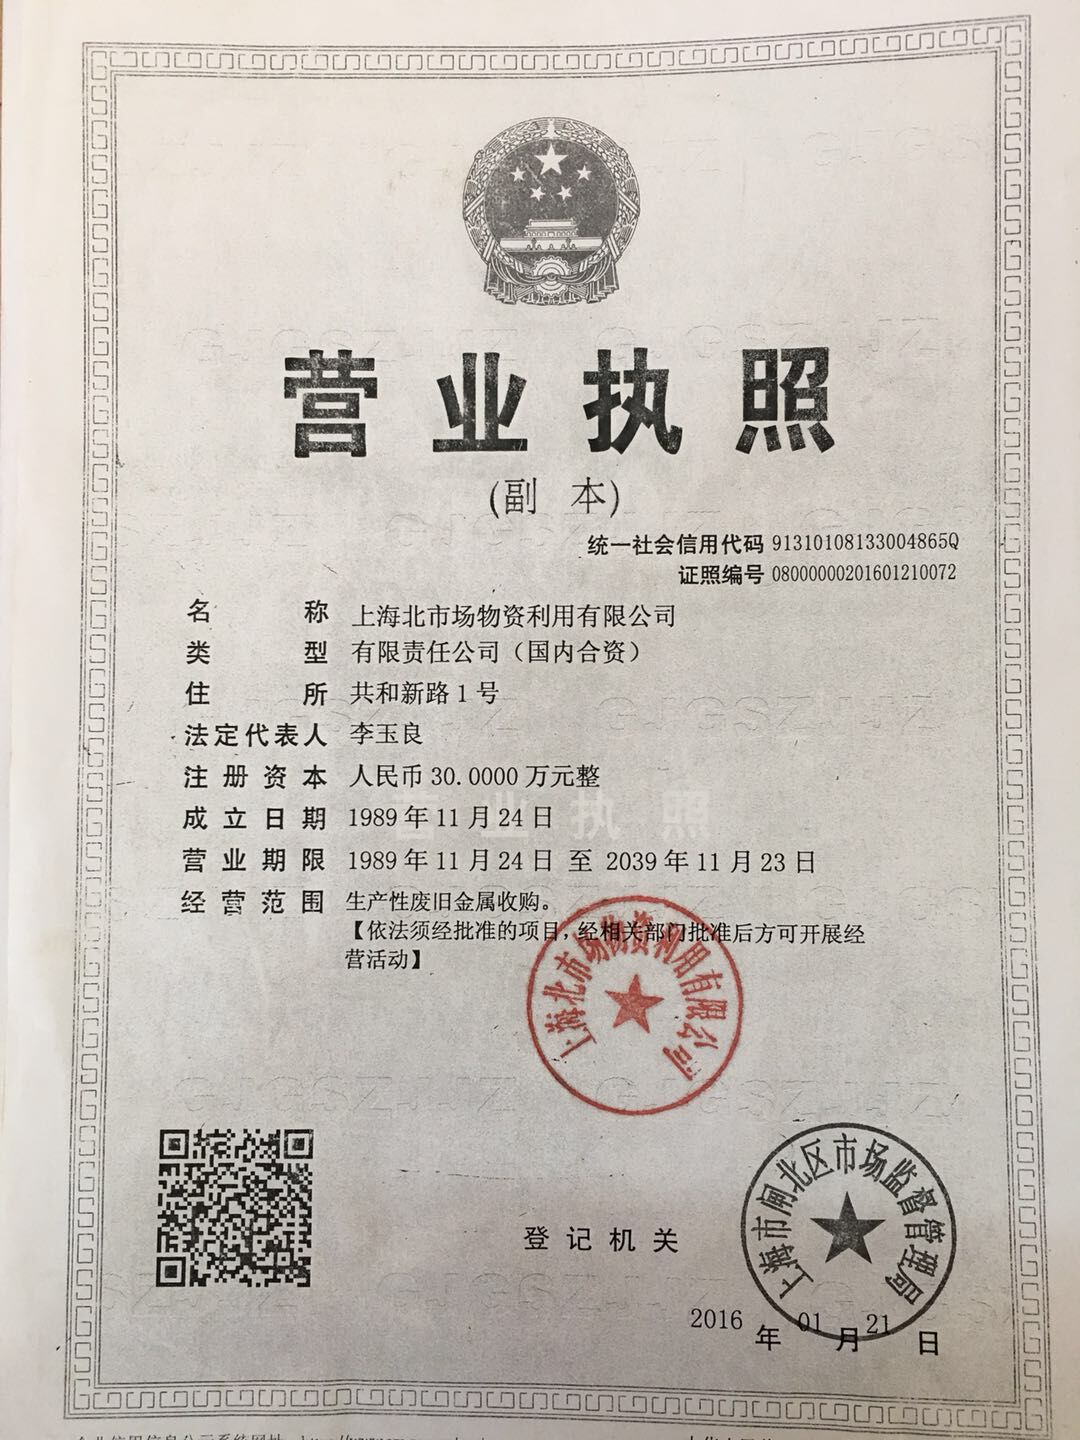 营业执照
(副 本)
统一社会信用代码 91310108133004865Q
证照编号 08000000201601210072
名称 上海北市场物资利用有限公司
类型 有限责任公司（国内合资）
住所 共和新路1号
法定代表人 李玉良
注册资本 人民币30.0000万元整
成立日期 1989年11月24日
营业期限 1989年11月24日 至 2039年11月23日
经营范围 生产性废旧金属收购。
【依法须经批准的项目，经相关部门批准后方可开展经
营活动】
上海北市场物资利用有限公司
登记机关
上海市闸北区市场监督管理局
2016年01月21日